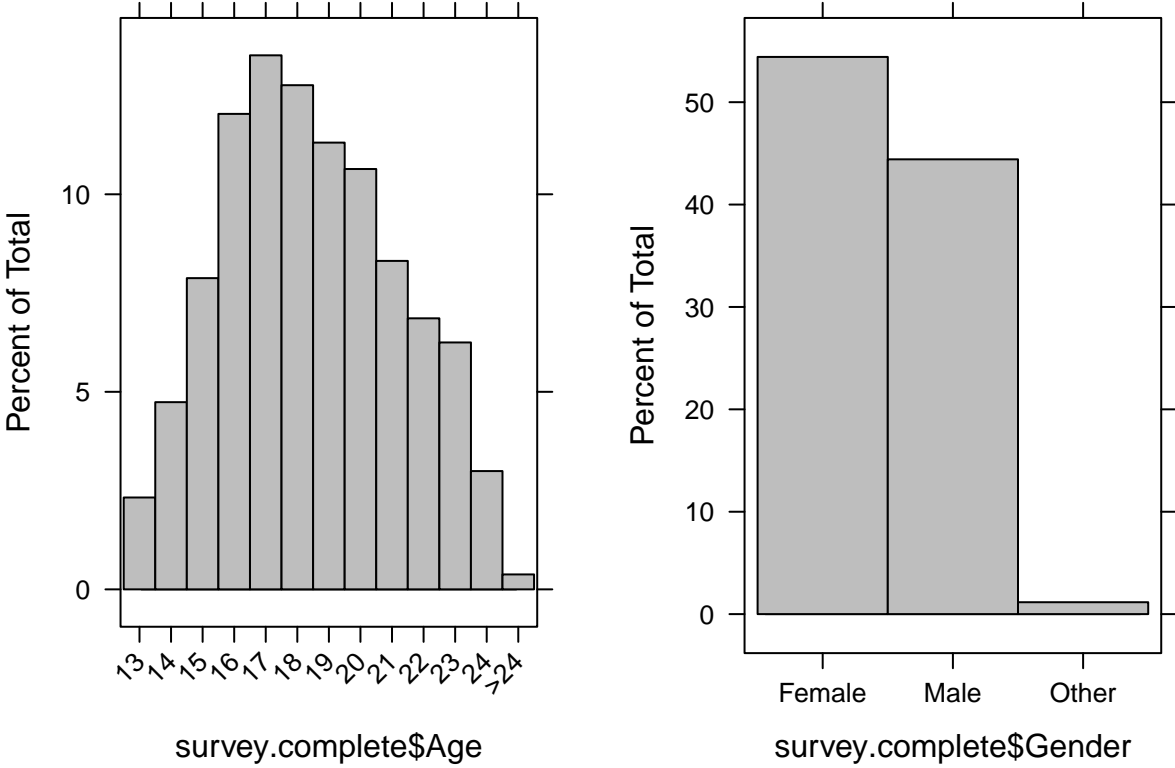 Percent of Total
10
5
0
13 14 15 16 17 18 19 20 21 22 23 24 >24
survey.complete$Age
Percent of Total
50
40
30
20
10
0
Female Male Other
survey.complete$Gender